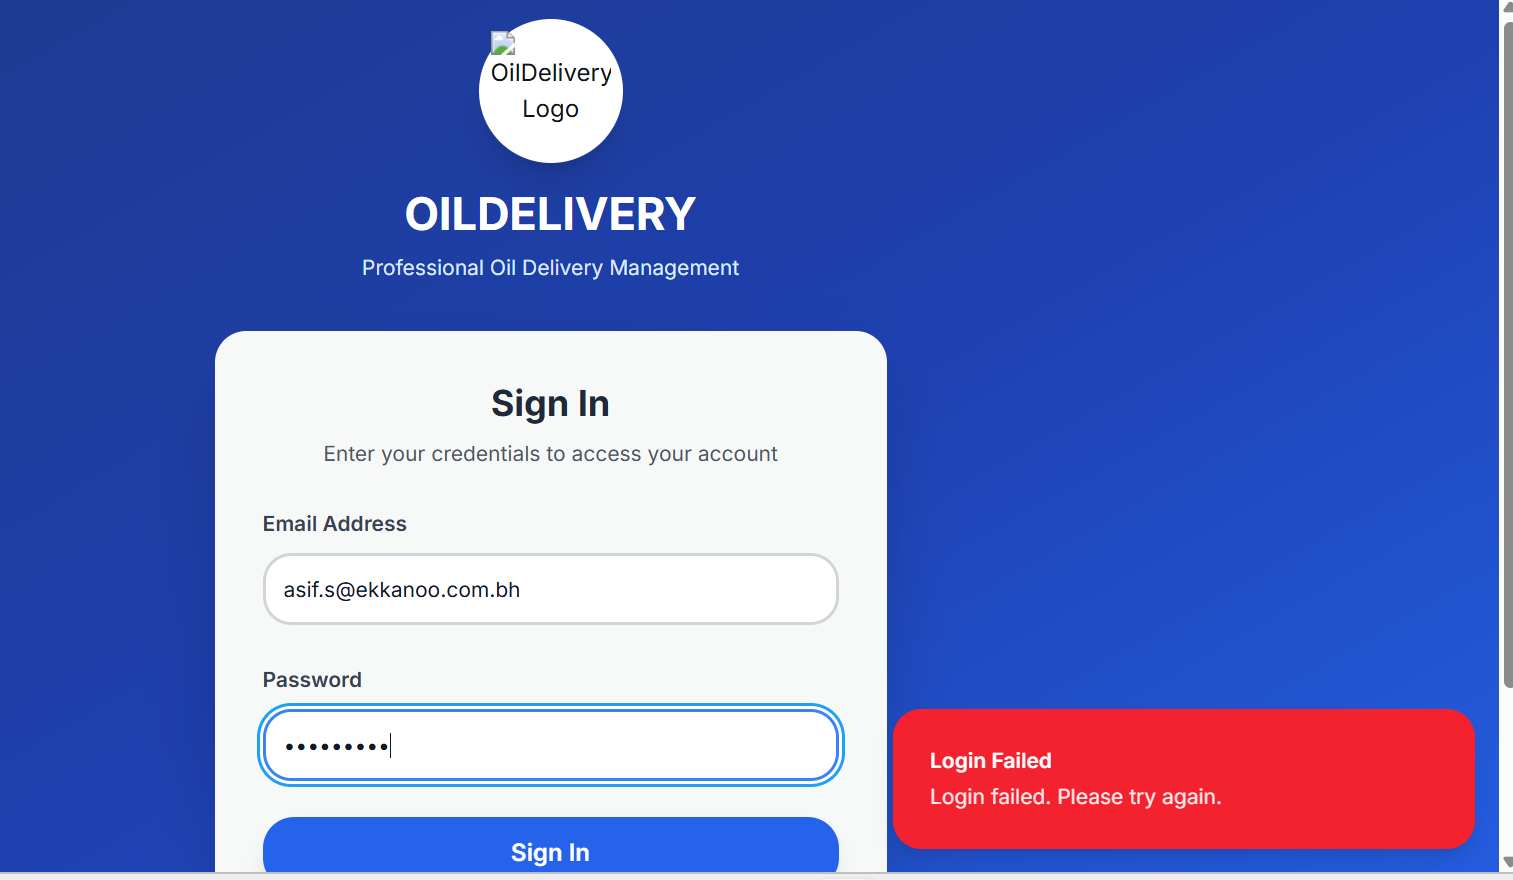 OilDelivery
Logo
OILDELIVERY
Professional Oil Delivery Management
Sign In
Enter your credentials to access your account
Email Address
asif.s@ekkanoo.com.bh
Password
•••••••••
Login Failed
Login failed. Please try again.
Sign In